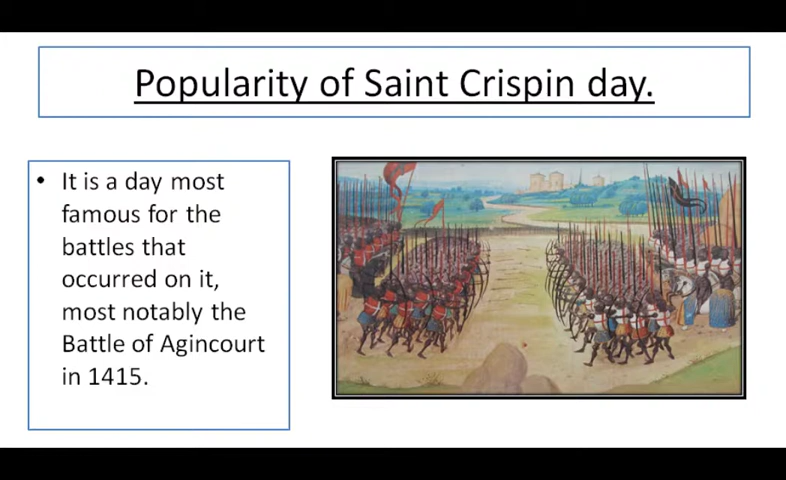 Popularity of Saint Crispin day.
• It is a day most
famous for the
battles that
occurred on it,
most notably the
Battle of Agincourt
in 1415.